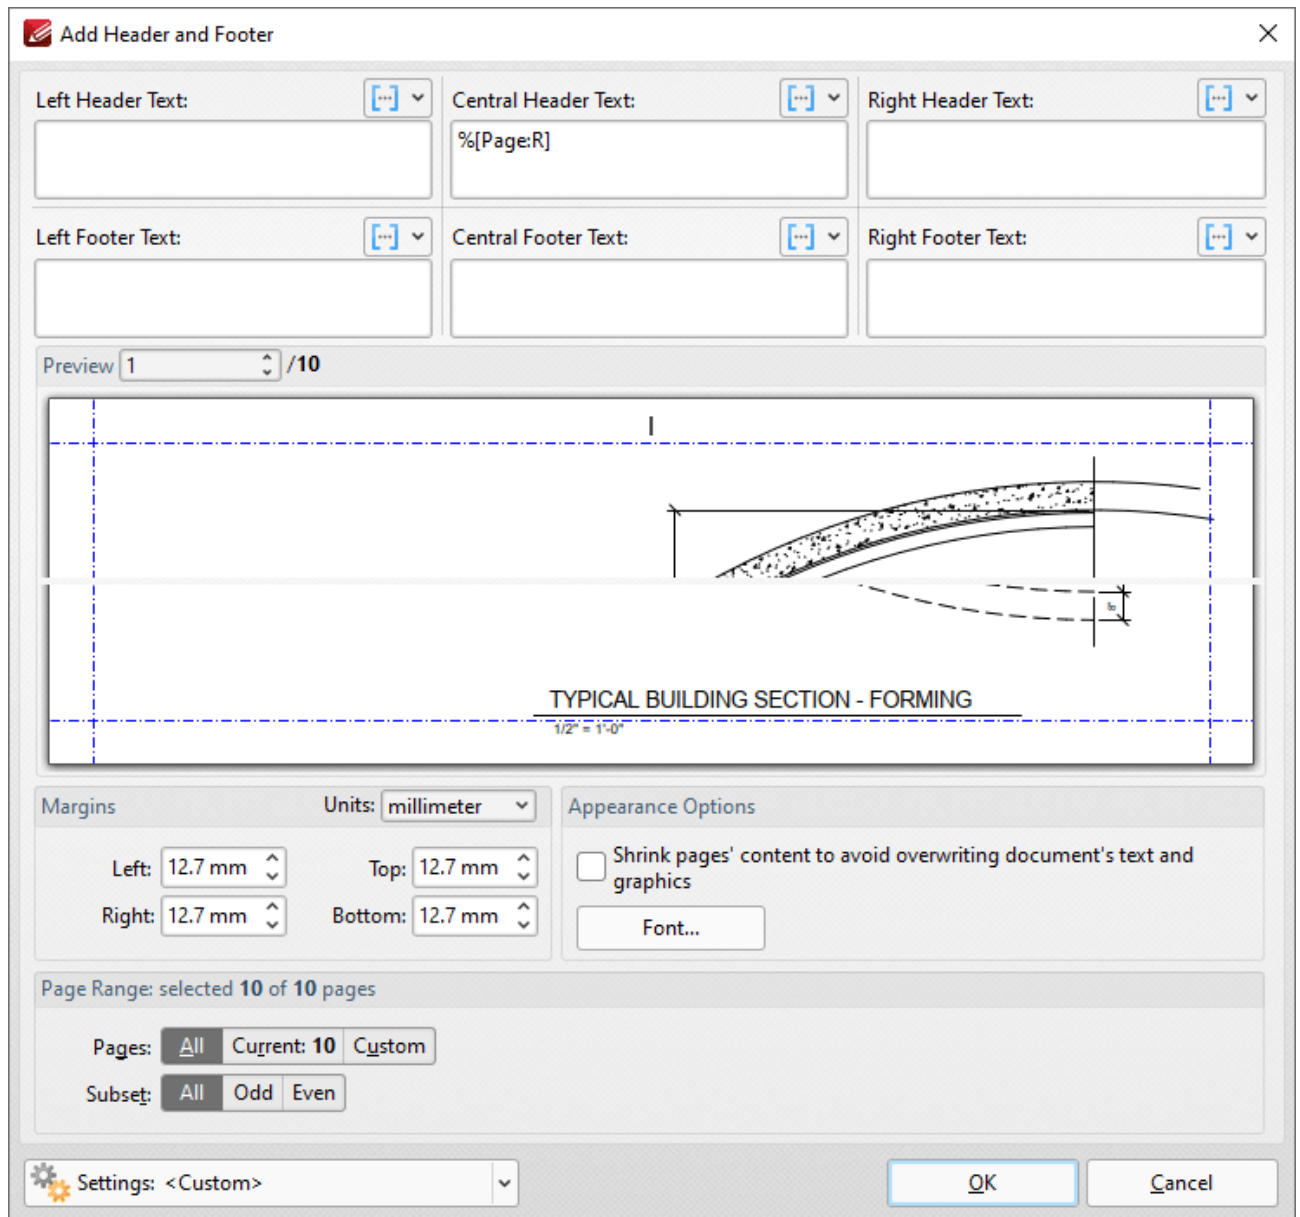 Add Header and Footer
Left Header Text:
Central Header Text:
Right Header Text:
%[Page:R]
Left Footer Text:
Central Footer Text:
Right Footer Text:
Preview 1 /10
I
8"
TYPICAL BUILDING SECTION - FORMING
1/2" = 1'-0"
Margins
Units: millimeter
Left: 12.7 mm
Top: 12.7 mm
Right: 12.7 mm
Bottom: 12.7 mm
Appearance Options
Shrink pages' content to avoid overwriting document's text and
graphics
Font...
Page Range: selected 10 of 10 pages
Pages: All Current: 10 Custom
Subset: All Odd Even
Settings: <Custom>
OK
Cancel